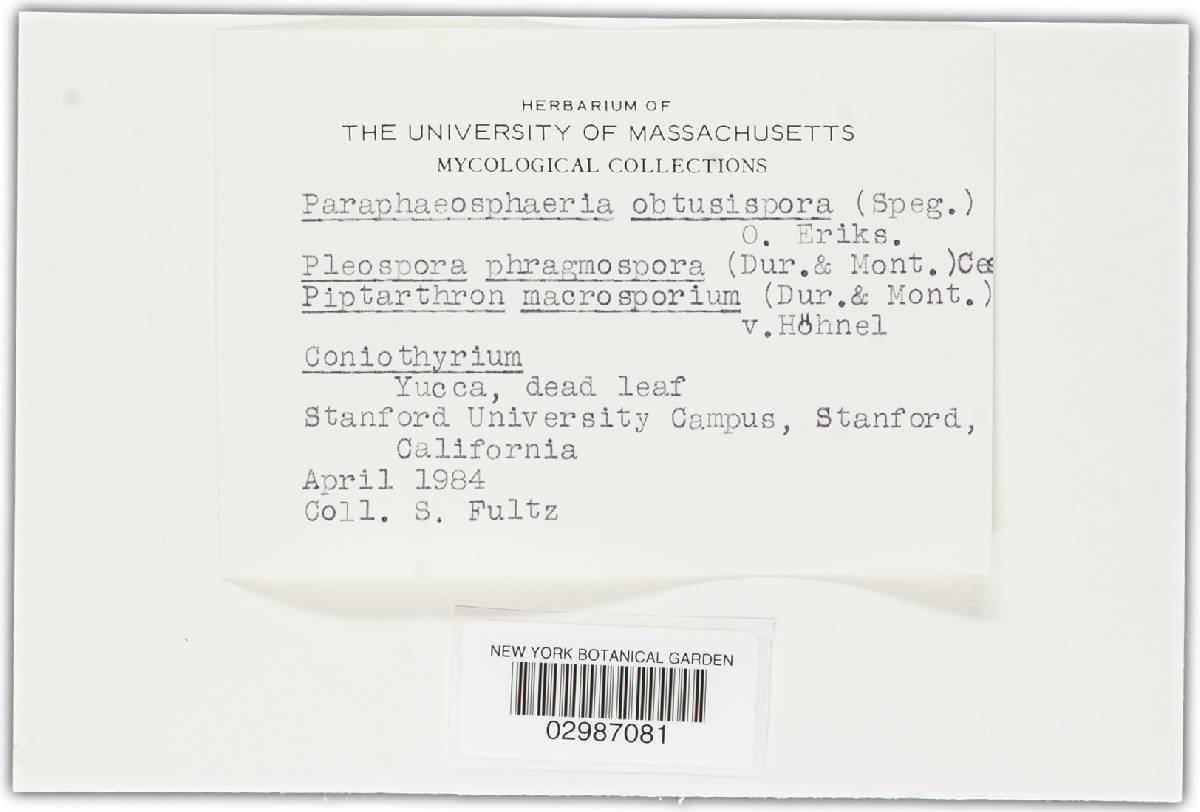 HERBARIUM OF
THE UNIVERSITY OF MASSACHUSETTS
MYCOLOGICAL COLLECTIONS
Paraphaeosphaeria obtusispora (Speg.)
O. Eriks.
Pleospora phragmospora (Dur.& Mont.)Ces
Piptarthron macrosporium (Dur.& Mont.)
v.Höhnel
Coniothyrium
Yucca, dead leaf
Stanford University Campus, Stanford,
California
April 1984
Coll. S. Fultz
NEW YORK BOTANICAL GARDEN
02987081